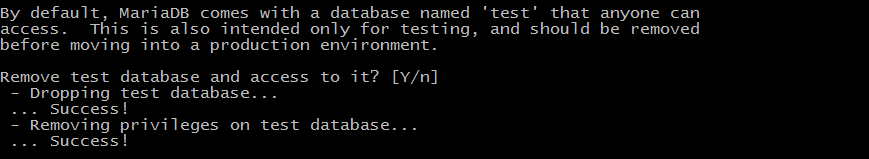 By default, MariaDB comes with a database named 'test' that anyone can
access.  This is also intended only for testing, and should be removed
before moving into a production environment.

Remove test database and access to it? [Y/n]
 - Dropping test database...
 ... Success!
 - Removing privileges on test database...
 ... Success!